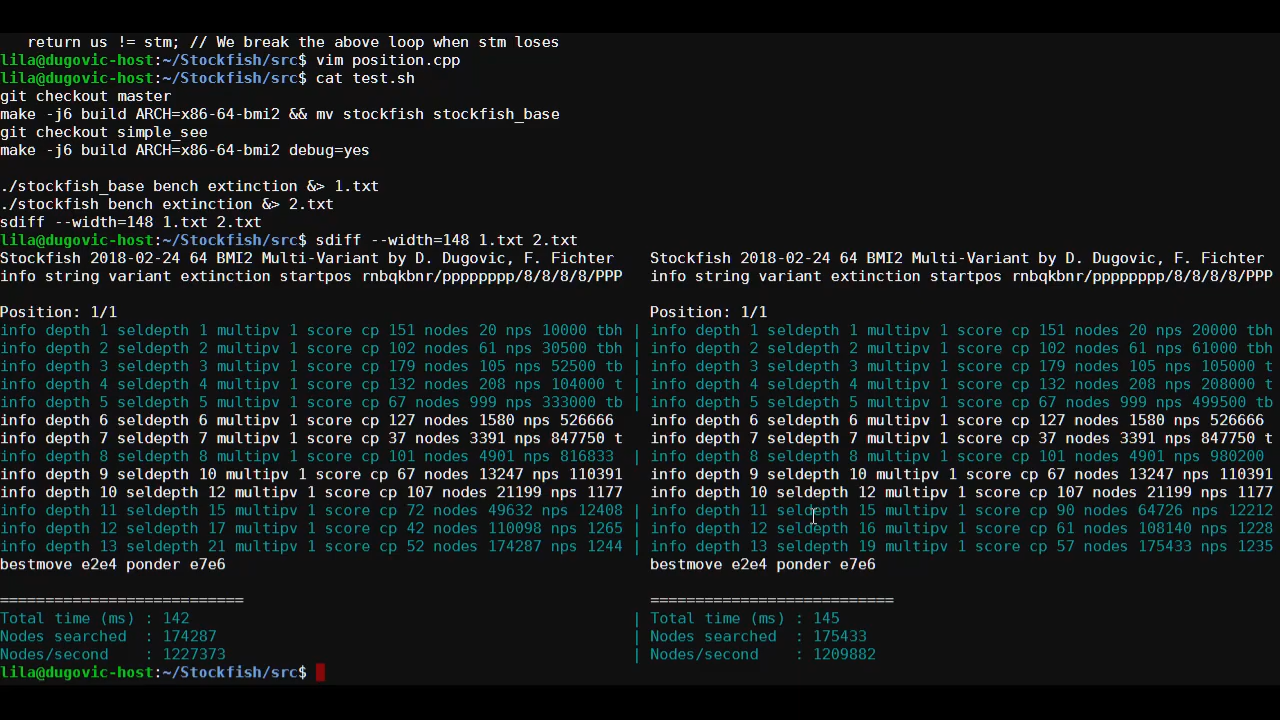 return us != stm; // We break the above loop when stm loses
lila@dugovic-host:~/Stockfish/src$ vim position.cpp
lila@dugovic-host:~/Stockfish/src$ cat test.sh
git checkout master
make -j6 build ARCH=x86-64-bmi2 && mv stockfish stockfish_base
git checkout simple_see
make -j6 build ARCH=x86-64-bmi2 debug=yes
./stockfish_base bench extinction &> 1.txt
./stockfish bench extinction &> 2.txt
sdiff --width=148 1.txt 2.txt
lila@dugovic-host:~/Stockfish/src$ sdiff --width=148 1.txt 2.txt
Stockfish 2018-02-24 64 BMI2 Multi-Variant by D. Dugovic, F. Fichter   Stockfish 2018-02-24 64 BMI2 Multi-Variant by D. Dugovic, F. Fichter
info string variant extinction startpos rnbqkbnr/pppppppp/8/8/8/8/PPP   info string variant extinction startpos rnbqkbnr/pppppppp/8/8/8/8/PPP
Position: 1/1   Position: 1/1
info depth 1 seldepth 1 multipv 1 score cp 151 nodes 20 nps 10000 tbh | info depth 1 seldepth 1 multipv 1 score cp 151 nodes 20 nps 20000 tbh
info depth 2 seldepth 2 multipv 1 score cp 102 nodes 61 nps 30500 tbh | info depth 2 seldepth 2 multipv 1 score cp 102 nodes 61 nps 61000 tbh
info depth 3 seldepth 3 multipv 1 score cp 179 nodes 105 nps 52500 tb | info depth 3 seldepth 3 multipv 1 score cp 179 nodes 105 nps 105000 t
info depth 4 seldepth 4 multipv 1 score cp 132 nodes 208 nps 104000 t | info depth 4 seldepth 4 multipv 1 score cp 132 nodes 208 nps 208000 t
info depth 5 seldepth 5 multipv 1 score cp 67 nodes 999 nps 333000 tb | info depth 5 seldepth 5 multipv 1 score cp 67 nodes 999 nps 499500 tb
info depth 6 seldepth 6 multipv 1 score cp 127 nodes 1580 nps 526666   info depth 6 seldepth 6 multipv 1 score cp 127 nodes 1580 nps 526666
info depth 7 seldepth 7 multipv 1 score cp 37 nodes 3391 nps 847750 t   info depth 7 seldepth 7 multipv 1 score cp 37 nodes 3391 nps 847750 t
info depth 8 seldepth 8 multipv 1 score cp 101 nodes 4901 nps 816833 | info depth 8 seldepth 8 multipv 1 score cp 101 nodes 4901 nps 980200
info depth 9 seldepth 10 multipv 1 score cp 67 nodes 13247 nps 110391   info depth 9 seldepth 10 multipv 1 score cp 67 nodes 13247 nps 110391
info depth 10 seldepth 12 multipv 1 score cp 107 nodes 21199 nps 1177   info depth 10 seldepth 12 multipv 1 score cp 107 nodes 21199 nps 1177
info depth 11 seldepth 15 multipv 1 score cp 72 nodes 49632 nps 12408 | info depth 11 seldepth 15 multipv 1 score cp 90 nodes 64726 nps 12212
info depth 12 seldepth 17 multipv 1 score cp 42 nodes 110098 nps 1265 | info depth 12 seldepth 16 multipv 1 score cp 61 nodes 108140 nps 1228
info depth 13 seldepth 21 multipv 1 score cp 52 nodes 174287 nps 1244 | info depth 13 seldepth 19 multipv 1 score cp 57 nodes 175433 nps 1235
bestmove e2e4 ponder e7e6   bestmove e2e4 ponder e7e6
===========================   ===========================
Total time (ms) : 142 | Total time (ms) : 145
Nodes searched  : 174287 | Nodes searched  : 175433
Nodes/second    : 1227373 | Nodes/second    : 1209882
lila@dugovic-host:~/Stockfish/src$